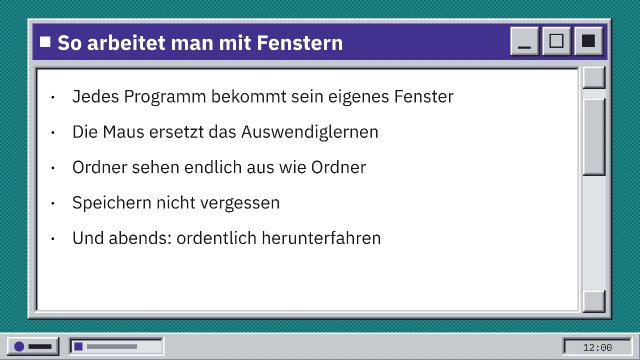 So arbeitet man mit Fenstern
· Jedes Programm bekommt sein eigenes Fenster
· Die Maus ersetzt das Auswendiglernen
· Ordner sehen endlich aus wie Ordner
· Speichern nicht vergessen
· Und abends: ordentlich herunterfahren
12:00